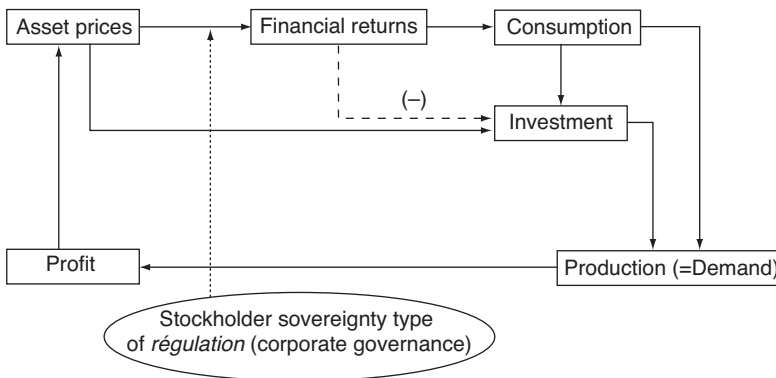 Asset prices
Financial returns
Consumption
(–)
Investment
Profit
Production (=Demand)
Stockholder sovereignty type
of régulation (corporate governance)